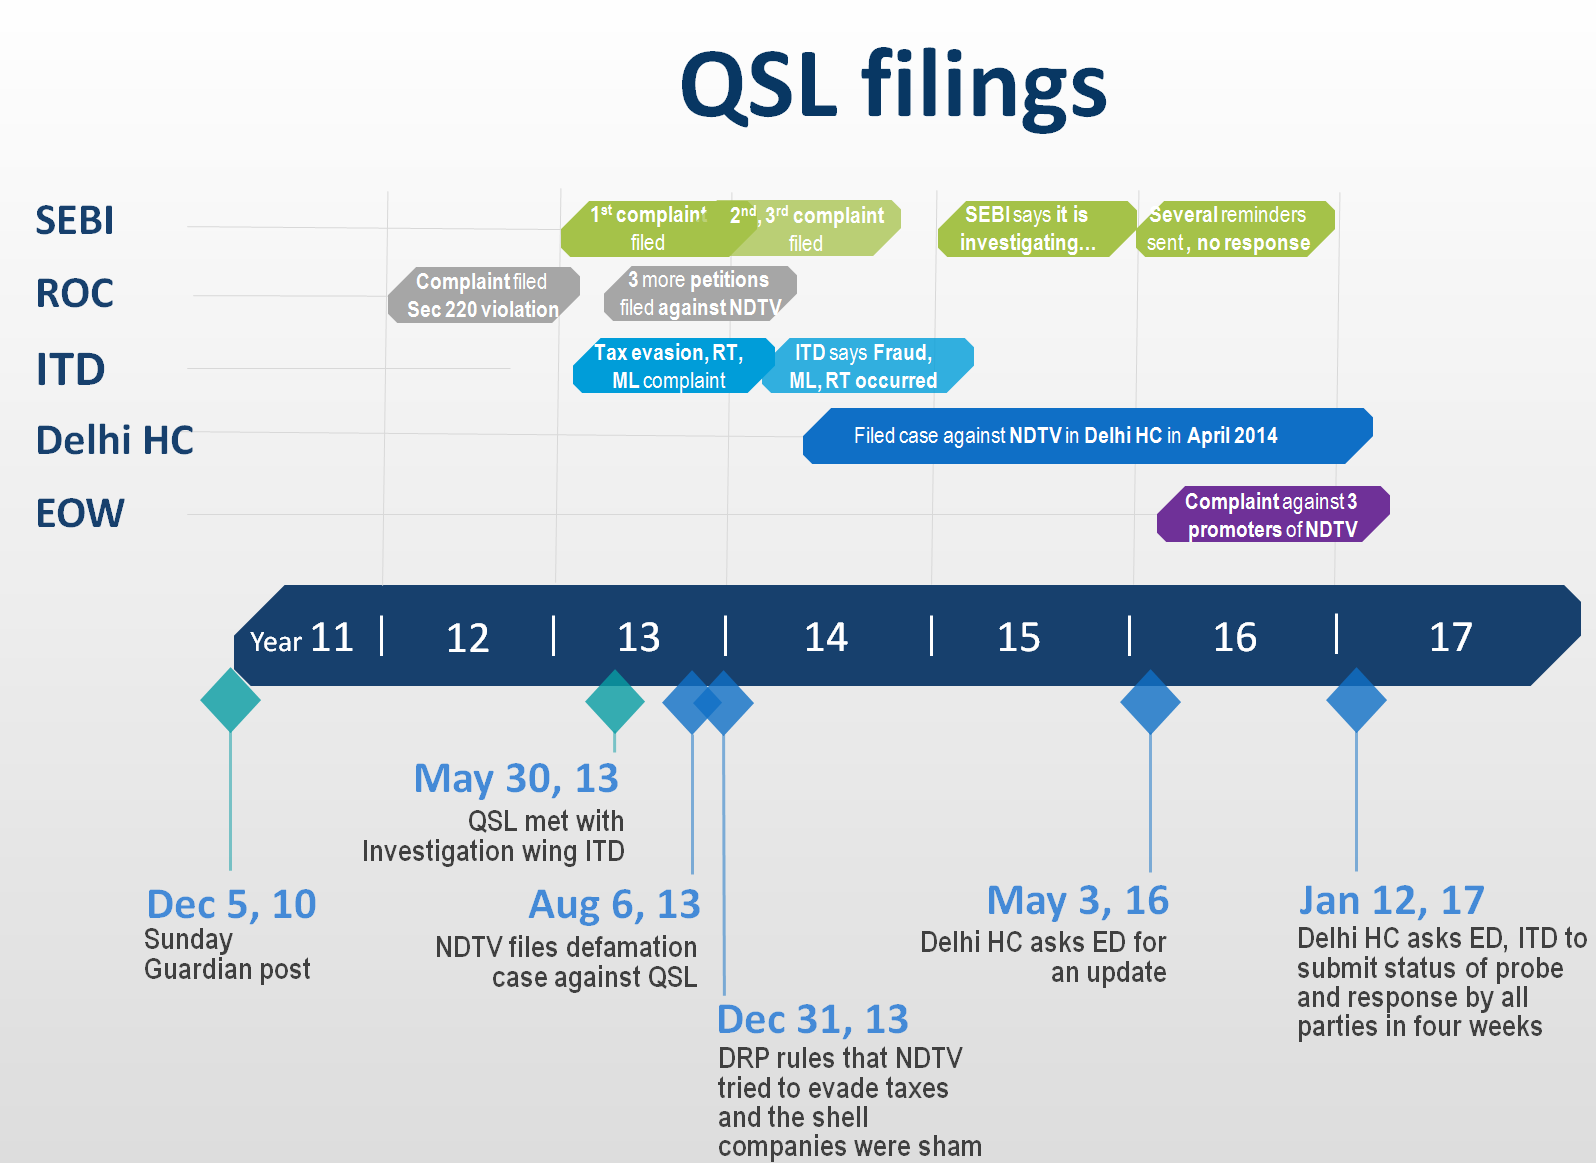 QSL filings
SEBI
1st complaint
filed
2nd, 3rd complaint
filed
SEBI says it is
investigating...
Several reminders
sent, no response
ROC
Complaint filed
Sec 220 violation
3 more petitions
filed against NDTV
ITD
Tax evasion, RT,
ML complaint
ITD says Fraud,
ML, RT occurred
Delhi HC
Filed case against NDTV in Delhi HC in April 2014
EOW
Complaint against 3
promoters of NDTV
Year 11 | 12 | 13 | 14 | 15 | 16 | 17
Dec 5, 10
Sunday
Guardian post
May 30, 13
QSL met with
Investigation wing ITD
Aug 6, 13
NDTV files defamation
case against QSL
Dec 31, 13
DRP rules that NDTV
tried to evade taxes
and the shell
companies were sham
May 3, 16
Delhi HC asks ED for
an update
Jan 12, 17
Delhi HC asks ED, ITD to
submit status of probe
and response by all
parties in four weeks